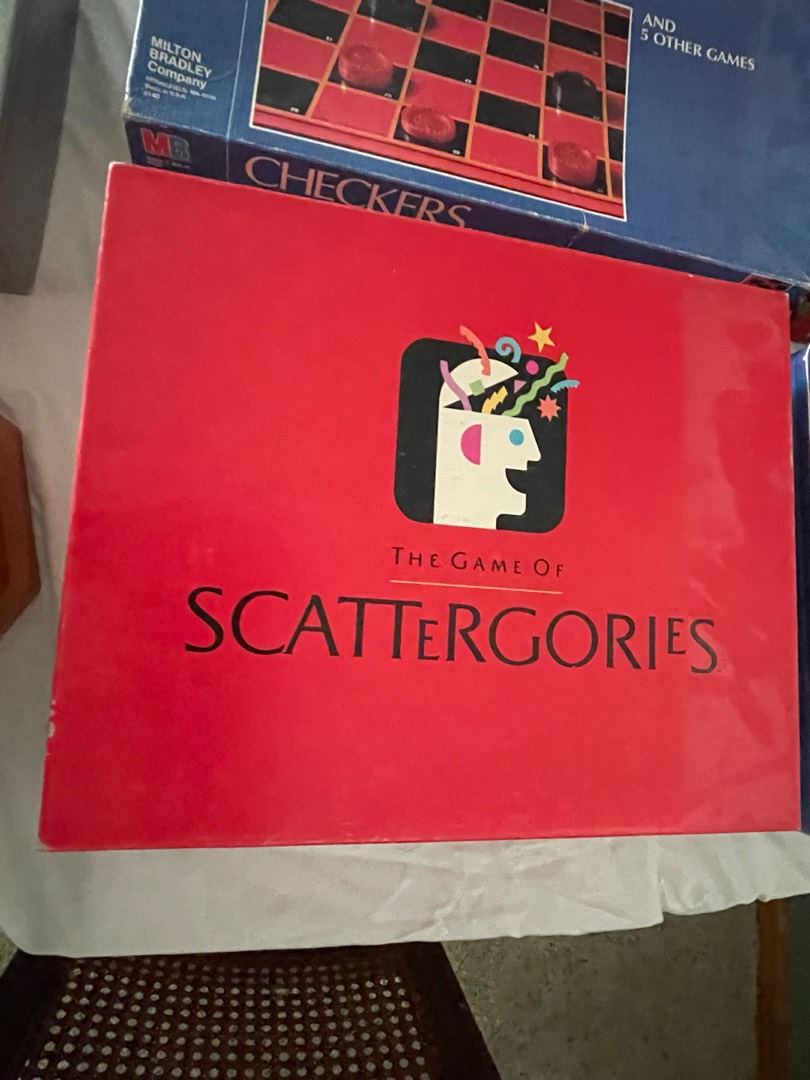 AND
5 OTHER GAMES
MILTON
BRADLEY
Company
MB
CHECKERS
THE GAME OF
SCATTERGORIES